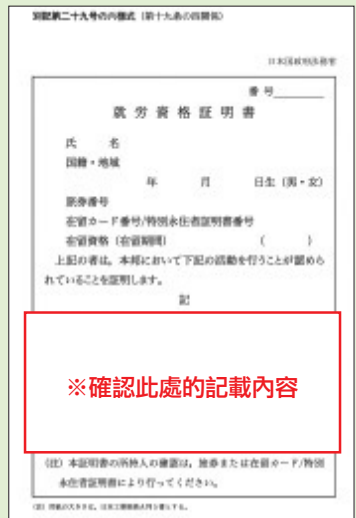 別記第二十九号の六様式（第十九条の四関係）
日本国政府法務省
番号
就労資格証明書
氏　名
国籍・地域
年　月　日生（男・女）
旅券番号
在留カード番号/特別永住者証明書番号
在留資格（在留期間）　（　）
上記の者は、本邦において下記の活動を行うことが認めら
れていることを証明します。
記
※確認此處的記載內容
(注) 本証明書の所持人の確認は、旅券または在留カード/特別
永住者証明書により行ってください。